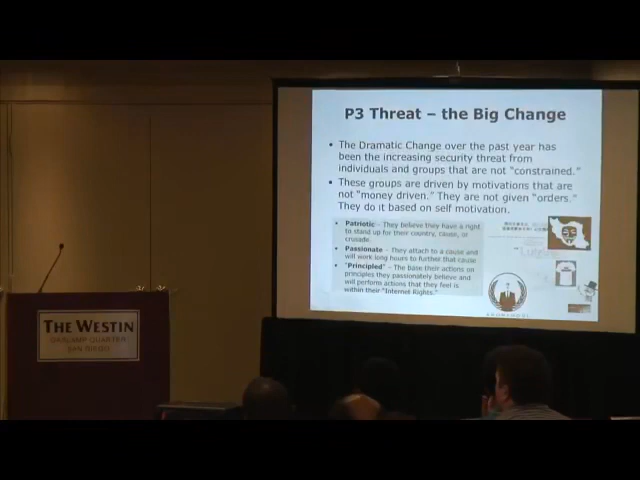 P3 Threat – the Big Change
• The Dramatic Change over the past year has
been the increasing security threat from
individuals and groups that are not “constrained.”
• These groups are driven by motivations that are
not “money driven.” They are not given “orders.”
They do it based on self motivation.
• Patriotic – They believe they have a right
to stand up for their country, cause, or
crusade.
• Passionate – They attach to a cause and
will work long hours to further that cause
• "Principled" – The base their actions on
principles they passionately believe and
will perform actions that they feel is
within their "Internet Rights."
THE WESTIN
GASLAMP QUARTER
SAN DIEGO